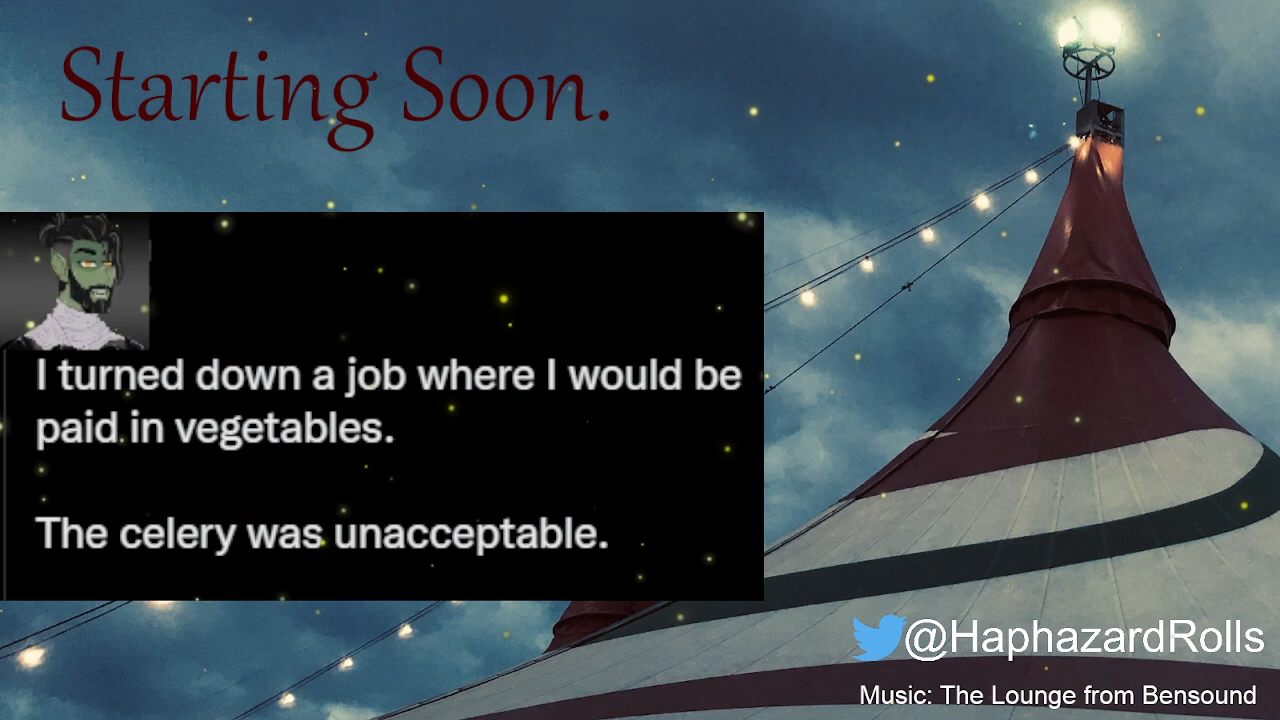 Starting Soon.
I turned down a job where I would be
paid in vegetables.
The celery was unacceptable.
@HaphazardRolls
Music: The Lounge from Bensound